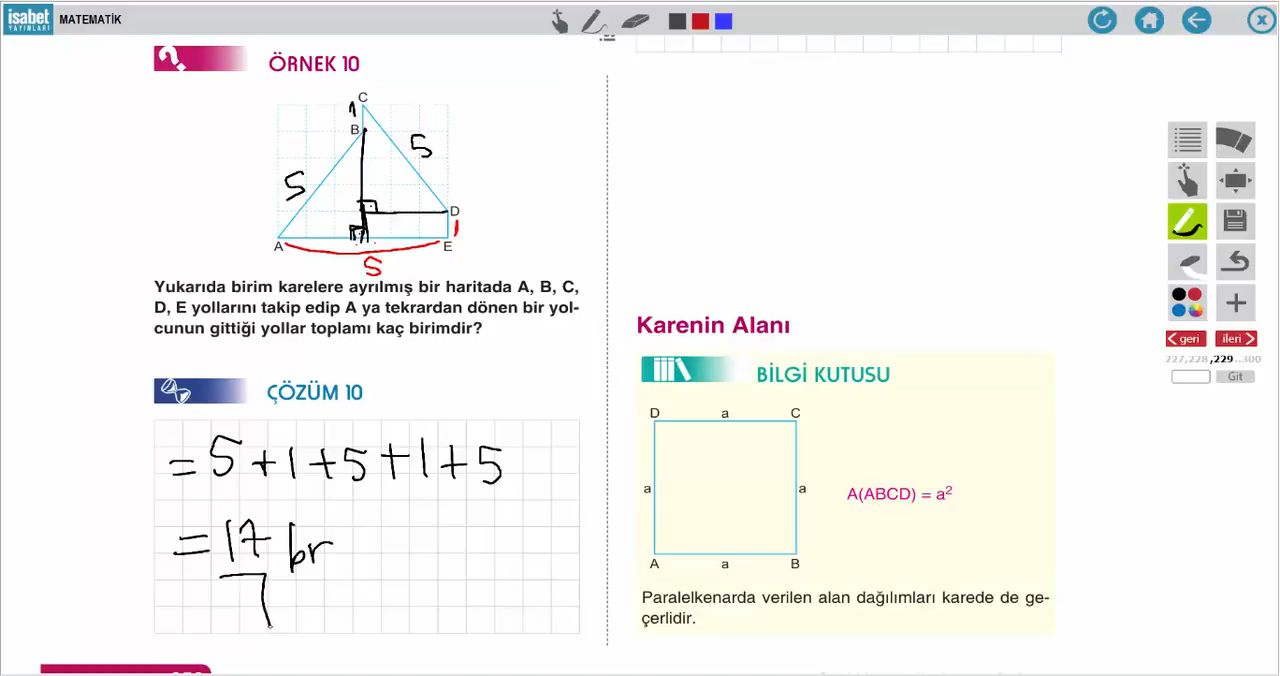 isabet
YAYINLARI
MATEMATİK
ÖRNEK 10
C
1
B
5
5
D
1
A
E
5
Yukarıda birim karelere ayrılmış bir haritada A, B, C,
D, E yollarını takip edip A ya tekrardan dönen bir yol-
cunun gittiği yollar toplamı kaç birimdir?
ÇÖZÜM 10
= 5 + 1 + 5 + 1 + 5
= 17 br
Karenin Alanı
BİLGİ KUTUSU
D a C
a a
A(ABCD) = a²
A a B
Paralelkenarda verilen alan dağılımları karede de ge-
çerlidir.
geri ileri
227,228 ,229...300
Git